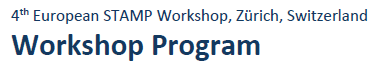 4th European STAMP Workshop, Zürich, Switzerland
Workshop Program